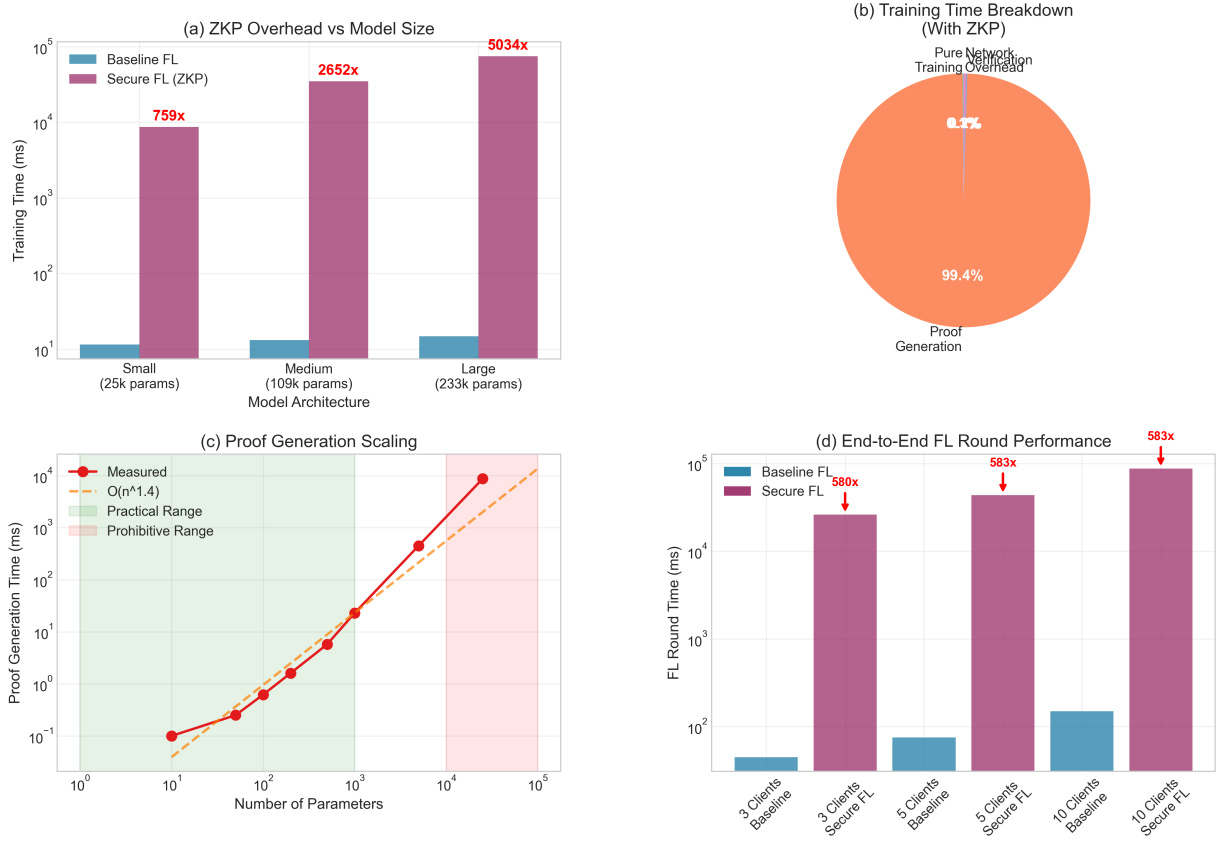 (a) ZKP Overhead vs Model Size
Training Time (ms)
10^5
10^4
10^3
10^2
10^1
Baseline FL
Secure FL (ZKP)
759x
2652x
5034x
Small
(25k params)
Medium
(109k params)
Large
(233k params)
Model Architecture
(b) Training Time Breakdown
(With ZKP)
Pure
Training
Network
Overhead
Verification
99.4%
Proof
Generation
(c) Proof Generation Scaling
Proof Generation Time (ms)
10^4
10^3
10^2
10^1
10^0
10^−1
Measured
O(n^1.4)
Practical Range
Prohibitive Range
10^0
10^1
10^2
10^3
10^4
10^5
Number of Parameters
(d) End-to-End FL Round Performance
FL Round Time (ms)
10^5
10^4
10^3
10^2
Baseline FL
Secure FL
580x
583x
583x
3 Clients
Baseline
3 Clients
Secure FL
5 Clients
Baseline
5 Clients
Secure FL
10 Clients
Baseline
10 Clients
Secure FL